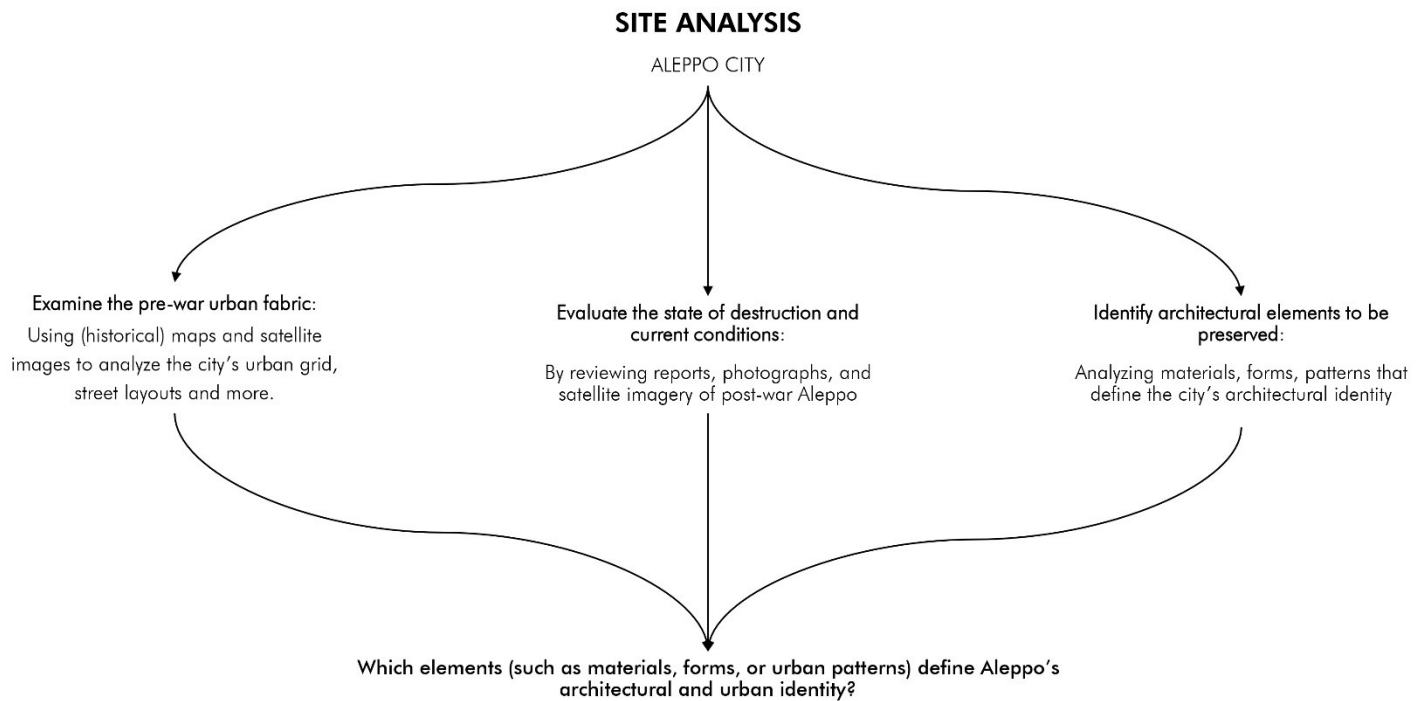 SITE ANALYSIS
ALEPPO CITY
Examine the pre-war urban fabric:
Using (historical) maps and satellite
images to analyze the city's urban grid,
street layouts and more.
Evaluate the state of destruction and
current conditions:
By reviewing reports, photographs, and
satellite imagery of post-war Aleppo
Identify architectural elements to be
preserved:
Analyzing materials, forms, patterns that
define the city's architectural identity
Which elements (such as materials, forms, or urban patterns) define Aleppo's
architectural and urban identity?